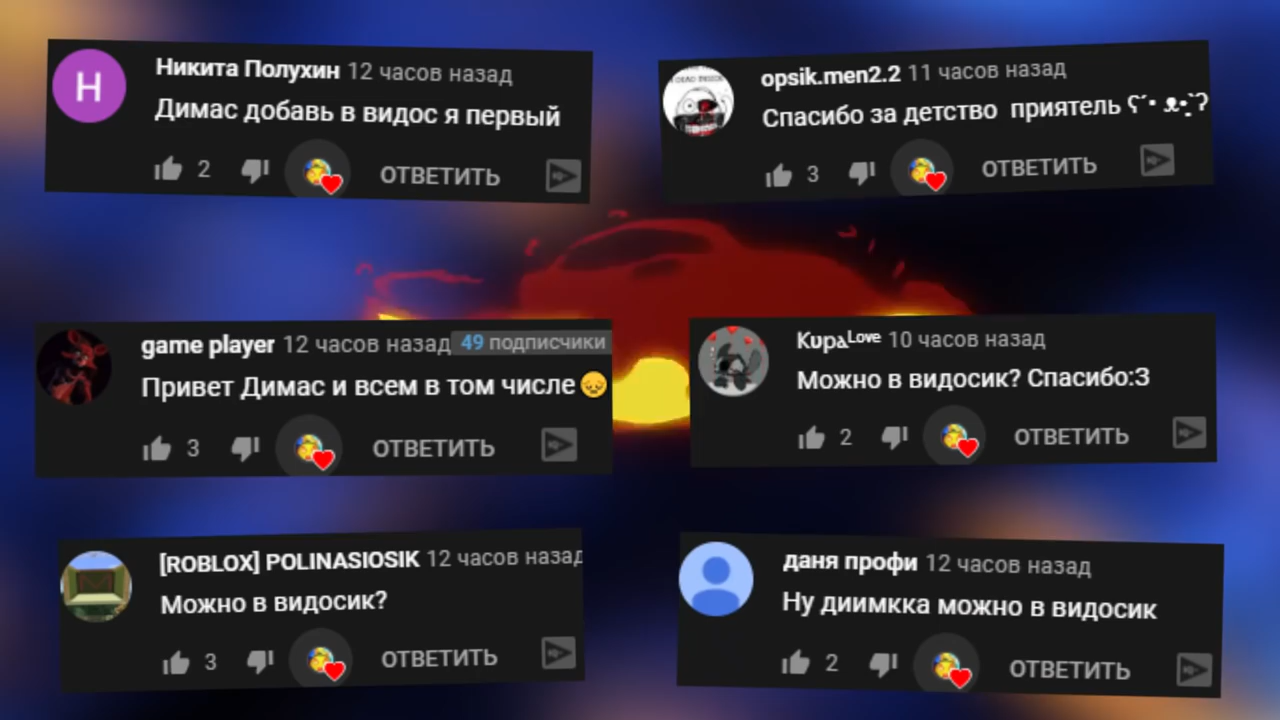 Никита Полухин 12 часов назад
Димас добавь в видос я первый
2 ОТВЕТИТЬ
opsik.men2.2 11 часов назад
Спасибо за детство приятель ʕ´• ᴥ•̥`ʔ
3 ОТВЕТИТЬ
game player 12 часов назад 49 подписчики
Привет Димас и всем в том числе😞
3 ОТВЕТИТЬ
Kυpᴀᴸᵒᵛᵉ 10 часов назад
Можно в видосик? Спасибо:3
2 ОТВЕТИТЬ
[ROBLOX] POLINASIOSIK 12 часов назад
Можно в видосик?
3 ОТВЕТИТЬ
даня профи 12 часов назад
Ну диимкка можно в видосик
2 ОТВЕТИТЬ